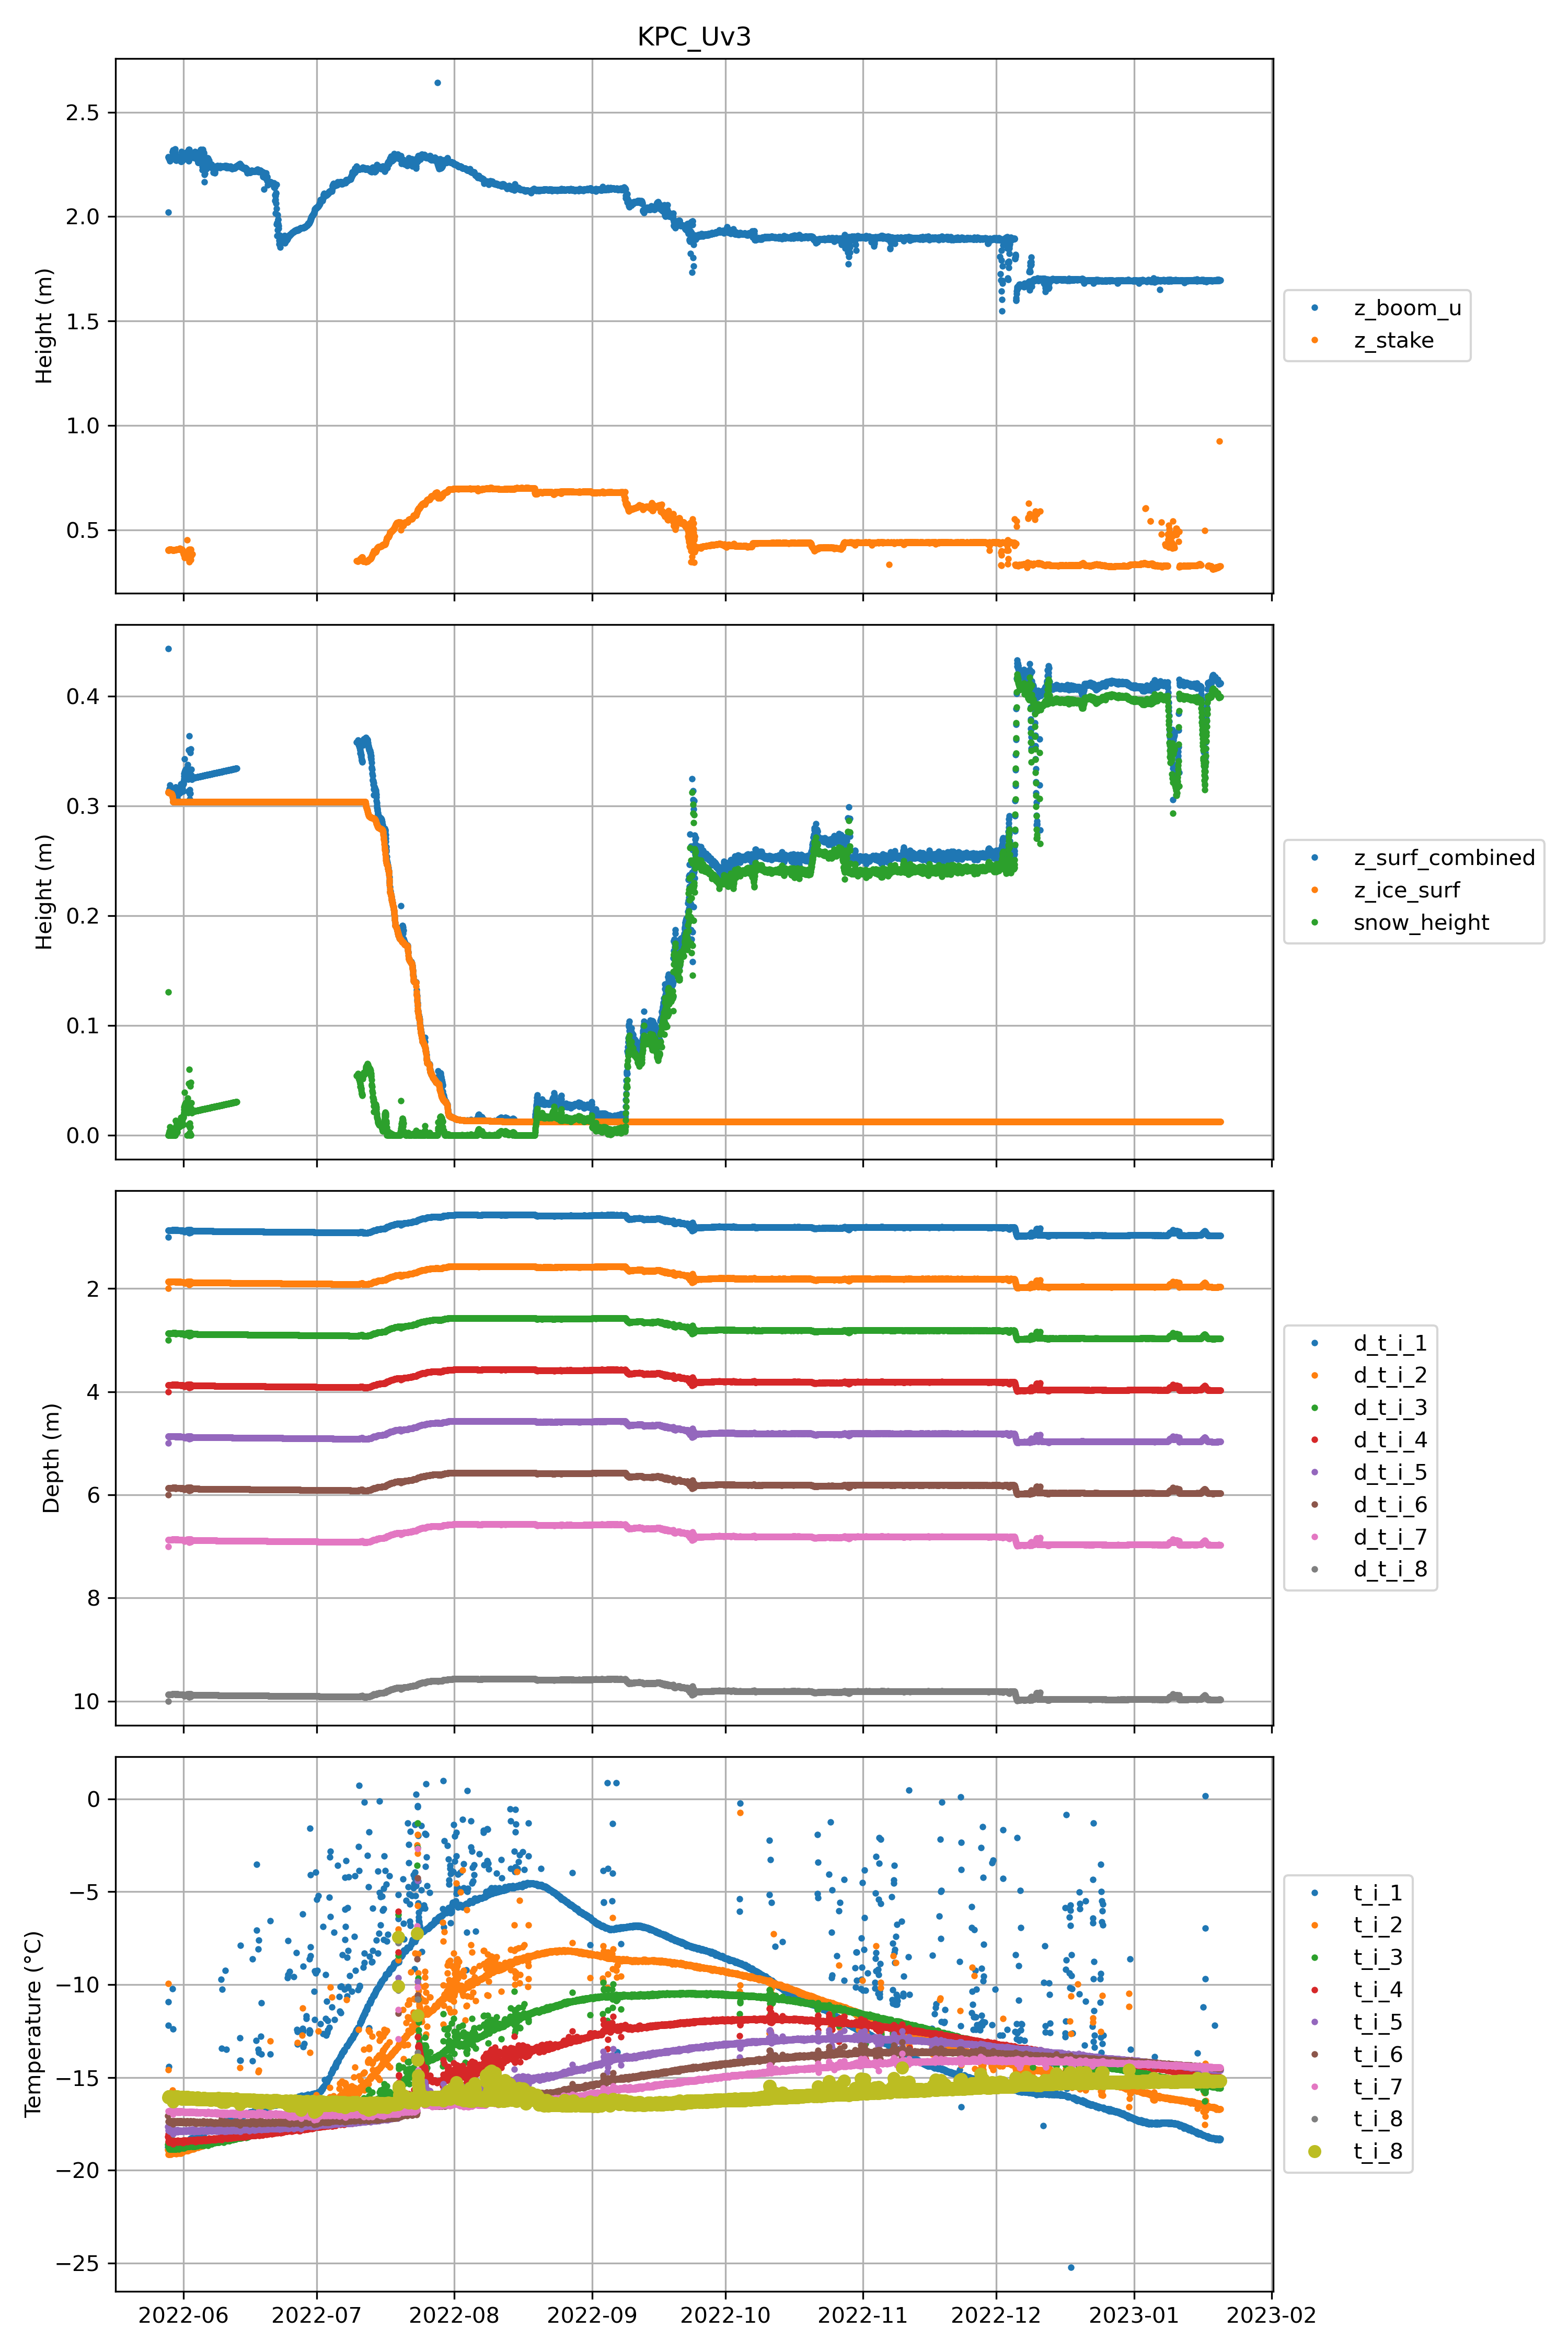 KPC_Uv3
2.5
2.0
1.5
1.0
0.5
Height (m)
z_boom_u
z_stake
0.4
0.3
0.2
0.1
0.0
Height (m)
z_surf_combined
z_ice_surf
snow_height
2
4
6
8
10
Depth (m)
d_t_i_1
d_t_i_2
d_t_i_3
d_t_i_4
d_t_i_5
d_t_i_6
d_t_i_7
d_t_i_8
0
−5
−10
−15
−20
−25
Temperature (°C)
t_i_1
t_i_2
t_i_3
t_i_4
t_i_5
t_i_6
t_i_7
t_i_8
t_i_8
2022-06 2022-07 2022-08 2022-09 2022-10 2022-11 2022-12 2023-01 2023-02